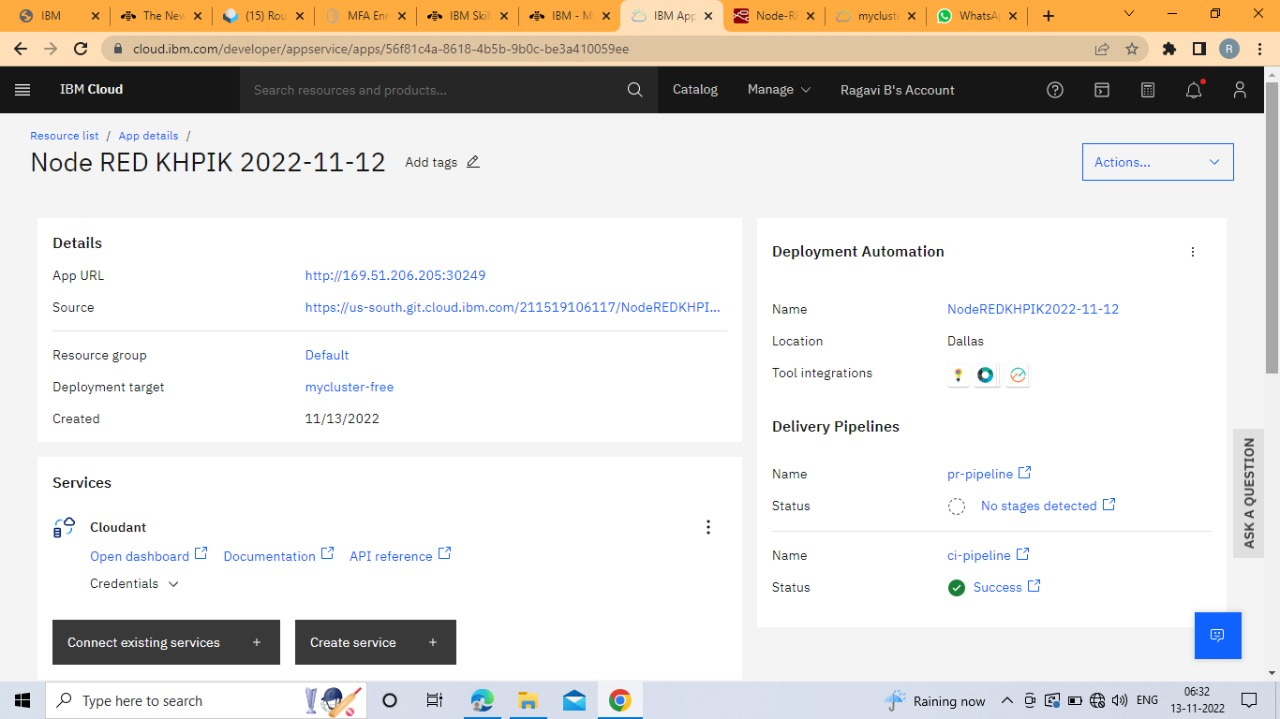 IBM
The New
(15) Rou
MFA Enr
IBM Skil
IBM - M
IBM App
Node-R
mycluste
WhatsA
cloud.ibm.com/developer/appservice/apps/56f81c4a-8618-4b5b-9b0c-be3a410059ee
R
IBM Cloud
Search resources and products...
Catalog
Manage
Ragavi B's Account
Resource list / App details /
Node RED KHPIK 2022-11-12
Add tags
Actions...
Details
App URL http://169.51.206.205:30249
Source https://us-south.git.cloud.ibm.com/211519106117/NodeREDKHPI...
Resource group Default
Deployment target mycluster-free
Created 11/13/2022
Services
Cloudant
Open dashboard Documentation API reference
Credentials
Connect existing services +
Create service +
Deployment Automation
Name NodeREDKHPIK2022-11-12
Location Dallas
Tool integrations
Delivery Pipelines
Name pr-pipeline
Status No stages detected
Name ci-pipeline
Status Success
ASK A QUESTION
Type here to search
Raining now
ENG
06:32
13-11-2022